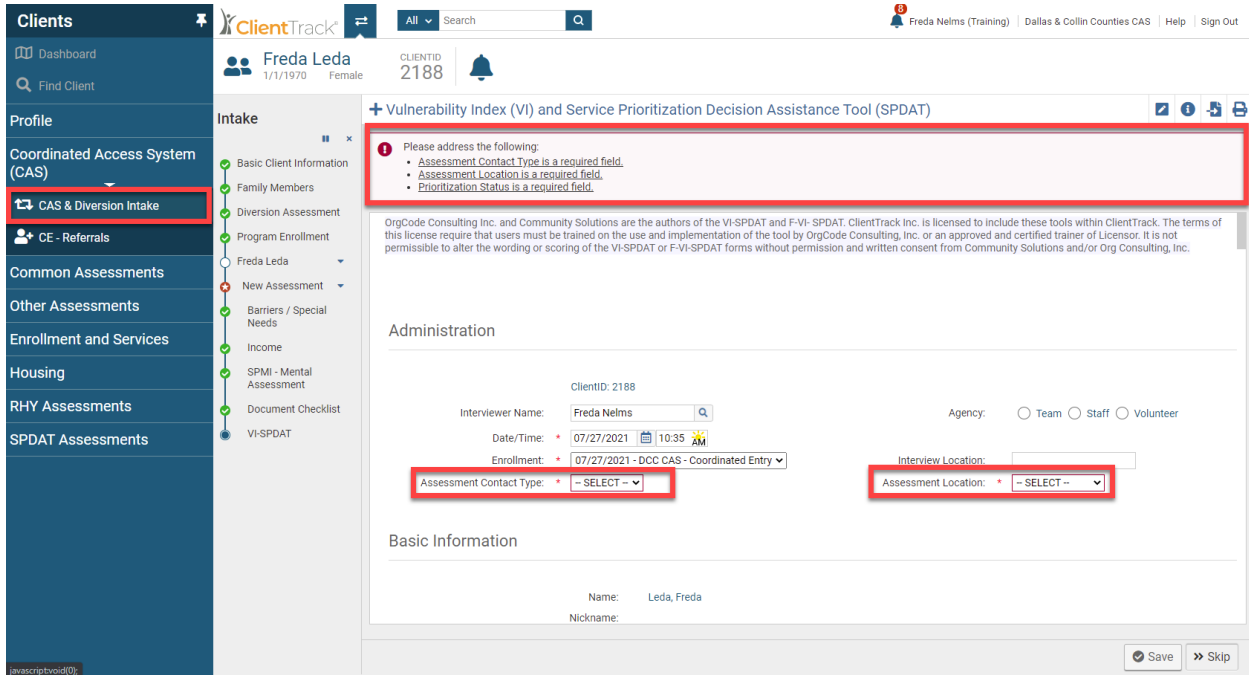 Clients
ClientTrack
All
Search
8
Freda Nelms (Training)
Dallas & Collin Counties CAS
Help
Sign Out
Dashboard
Find Client
Profile
Coordinated Access System
(CAS)
CAS & Diversion Intake
CE - Referrals
Common Assessments
Other Assessments
Enrollment and Services
Housing
RHY Assessments
SPDAT Assessments
javascript:void(0);
Freda Leda
1/1/1970 Female
CLIENTID
2188
Intake
Basic Client Information
Family Members
Diversion Assessment
Program Enrollment
Freda Leda
New Assessment
Barriers / Special
Needs
Income
SPMI - Mental
Assessment
Document Checklist
VI-SPDAT
Vulnerability Index (VI) and Service Prioritization Decision Assistance Tool (SPDAT)
Please address the following:
• Assessment Contact Type is a required field.
• Assessment Location is a required field.
• Prioritization Status is a required field.
OrgCode Consulting Inc. and Community Solutions are the authors of the VI-SPDAT and F-VI- SPDAT. ClientTrack Inc. is licensed to include these tools within ClientTrack. The terms of
this license require that users must be trained on the use and implementation of the tool by OrgCode Consulting, Inc. or an approved and certified trainer of Licensor. It is not
permissible to alter the wording or scoring of the VI-SPDAT or F-VI-SPDAT forms without permission and written consent from Community Solutions and/or Org Consulting, Inc.
Administration
ClientID: 2188
Interviewer Name: Freda Nelms
Agency: Team Staff Volunteer
Date/Time: * 07/27/2021 10:35 AM
Enrollment: * 07/27/2021 - DCC CAS - Coordinated Entry
Interview Location:
Assessment Contact Type: * -- SELECT --
Assessment Location: * -- SELECT --
Basic Information
Name: Leda, Freda
Nickname:
Save
Skip